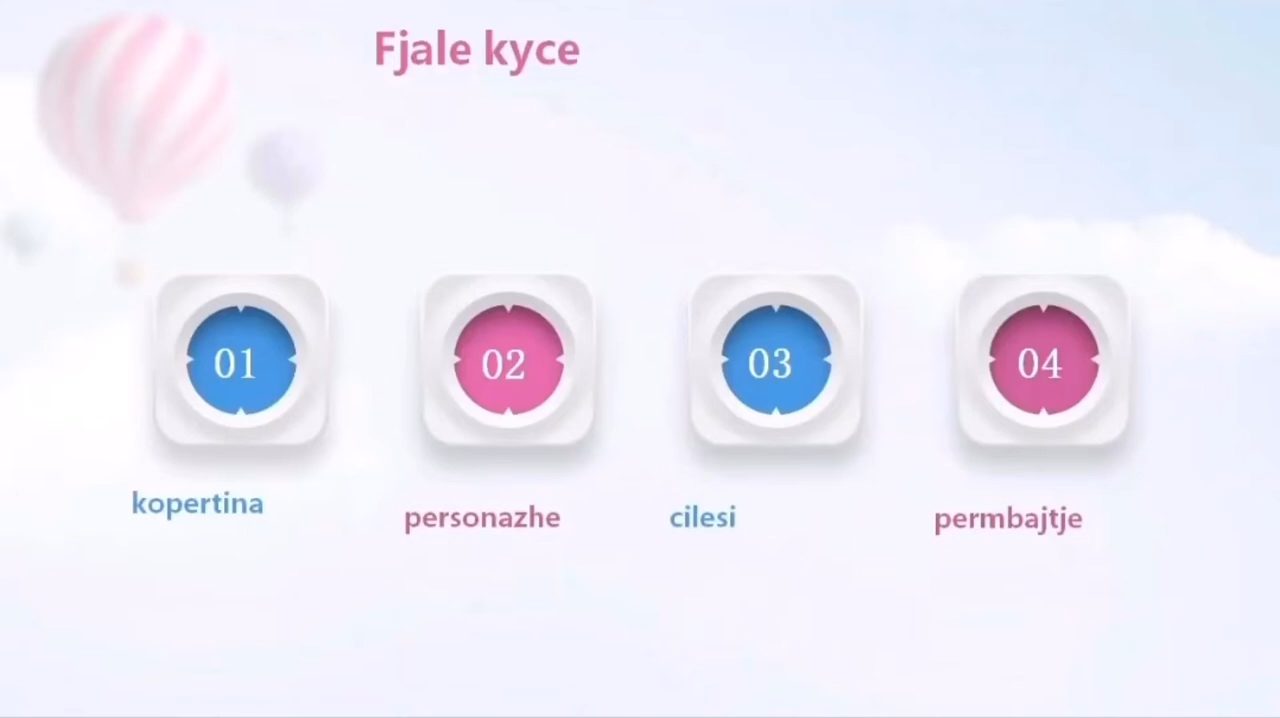 Fjale kyce
01
02
03
04
kopertina
personazhe
cilesi
permbajtje